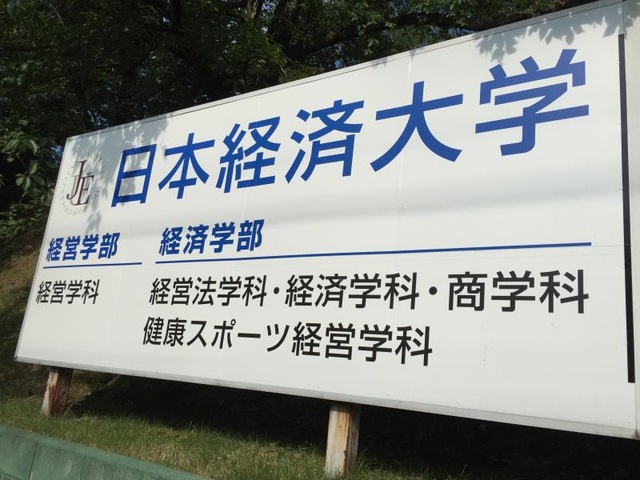 JE
日本経済大学
経営学部
経営学科
経済学部
経営法学科・経済学科・商学科
健康スポーツ経営学科